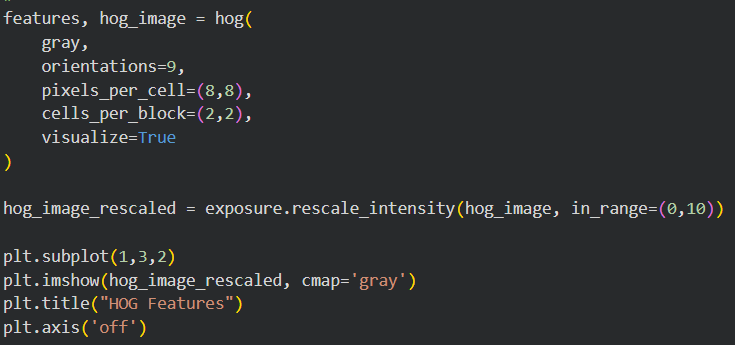 features, hog_image = hog(
    gray,
    orientations=9,
    pixels_per_cell=(8,8),
    cells_per_block=(2,2),
    visualize=True
)
hog_image_rescaled = exposure.rescale_intensity(hog_image, in_range=(0,10))
plt.subplot(1,3,2)
plt.imshow(hog_image_rescaled, cmap='gray')
plt.title("HOG Features")
plt.axis('off')